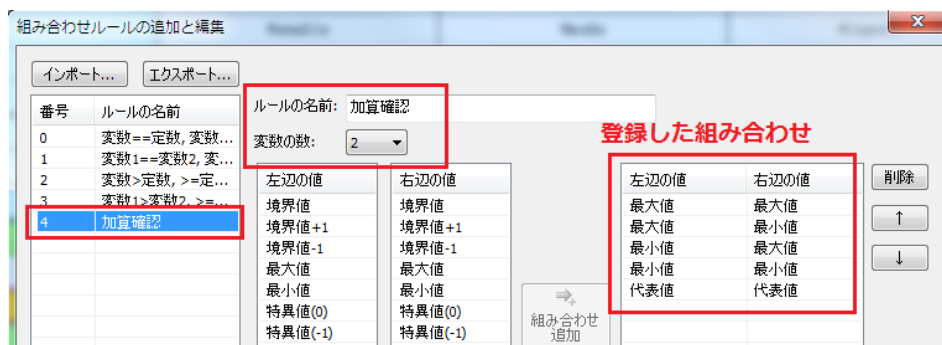 組み合わせルールの追加と編集
インポート... エクスポート...
番号 ルールの名前
0 変数==定数, 変数...
1 変数1==変数2, 変...
2 変数>定数, >=定...
3 変数1>変数2, >=...
4 加算確認
ルールの名前: 加算確認
変数の数: 2
左辺の値 右辺の値
境界値 境界値
境界値+1 境界値+1
境界値-1 境界値-1
最大値 最大値
最小値 最小値
特異値(0) 特異値(0)
特異値(-1) 特異値(-1)
組み合わせ
追加
登録した組み合わせ
左辺の値 右辺の値
最大値 最大値
最大値 最小値
最小値 最大値
最小値 最小値
代表値 代表値
削除
↑
↓